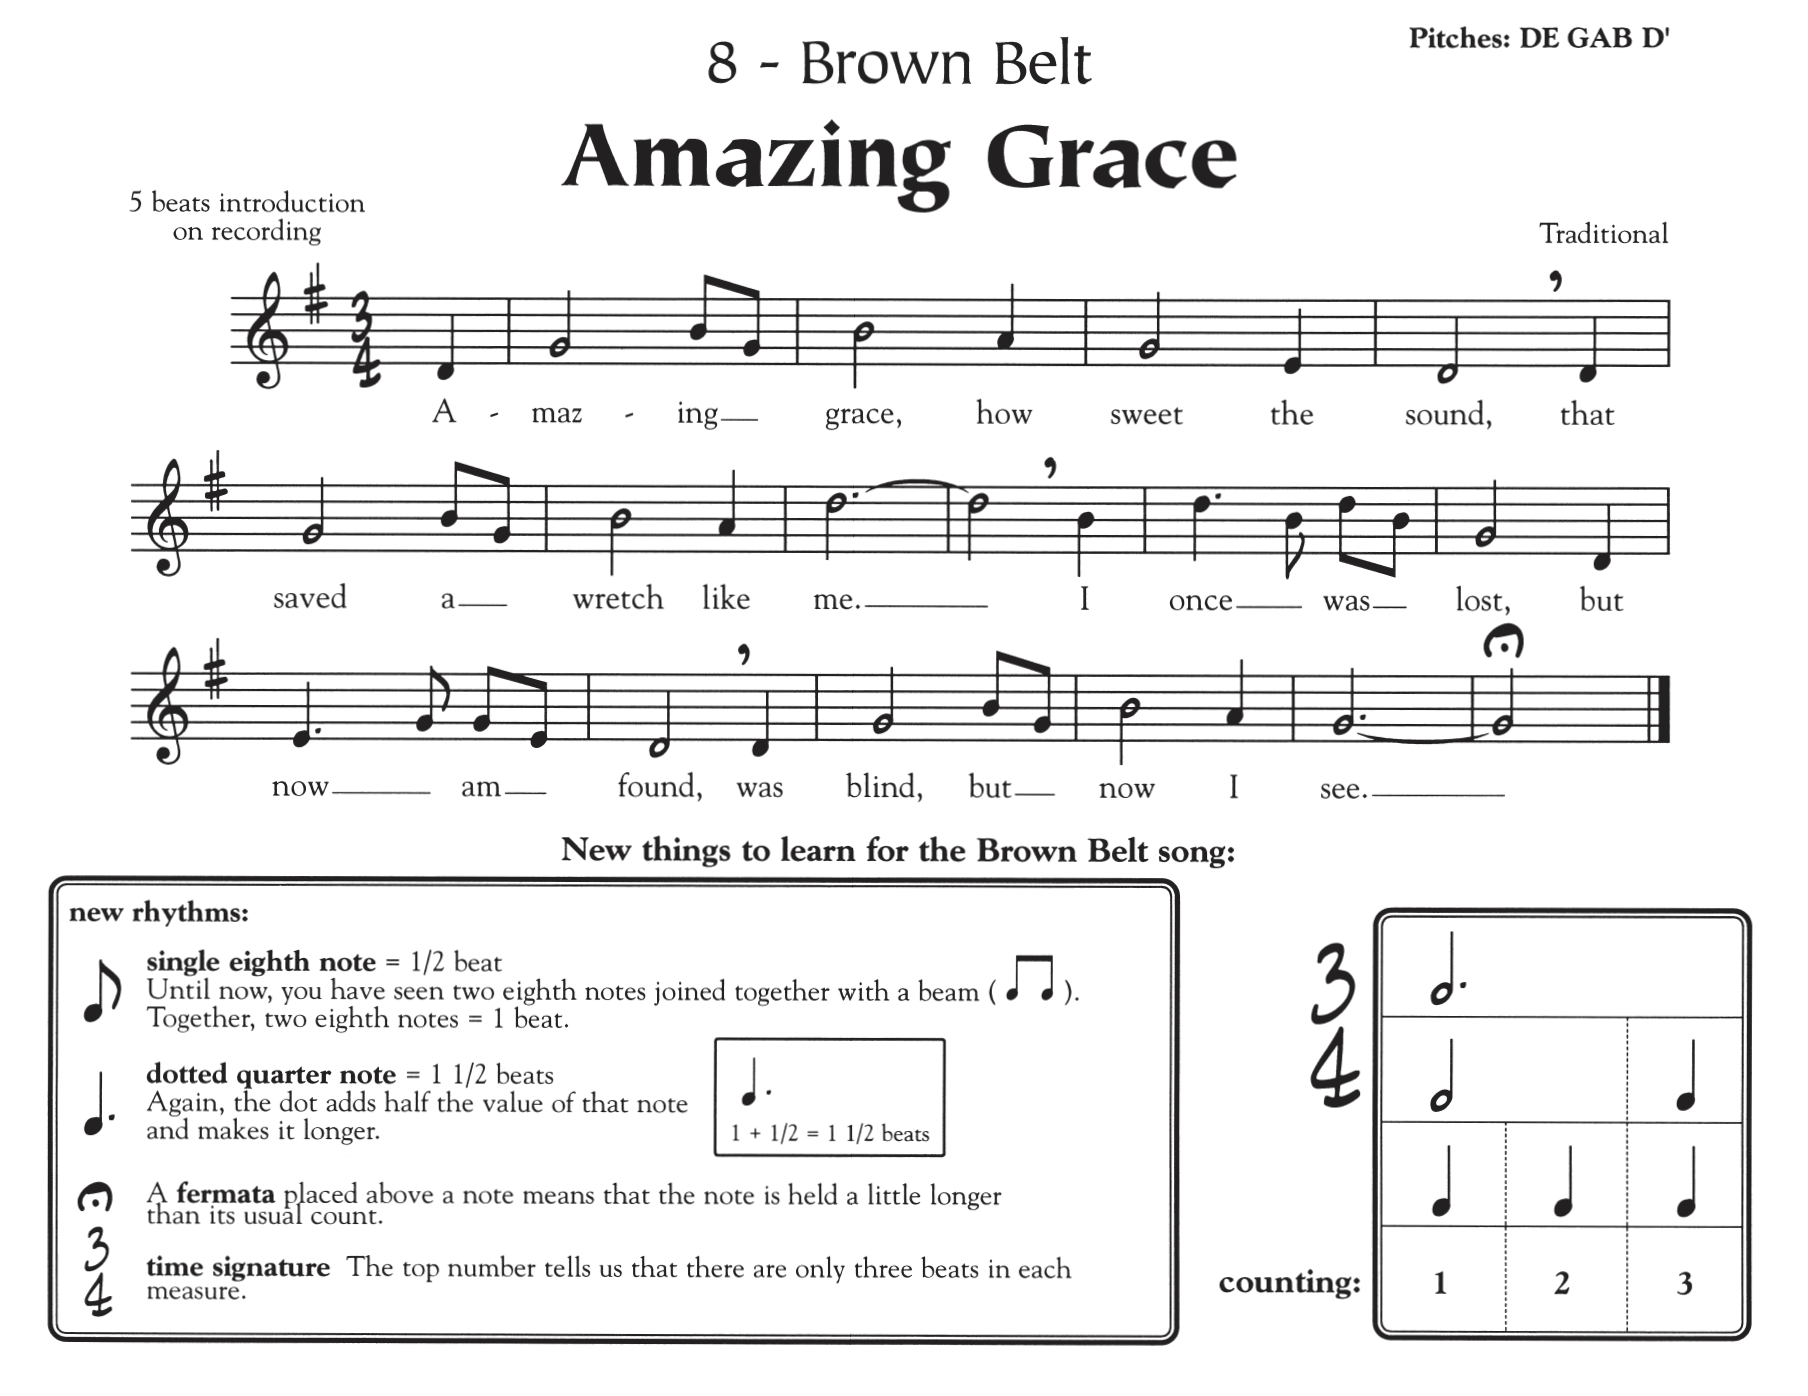 Pitches: DE GAB D'
8 - Brown Belt
Amazing Grace
5 beats introduction
on recording
Traditional
3
4
A - maz - ing grace, how sweet the sound, that
saved a wretch like me. I once was lost, but
now am found, was blind, but now I see.
New things to learn for the Brown Belt song:
new rhythms:
single eighth note = 1/2 beat
Until now, you have seen two eighth notes joined together with a beam ( ).
Together, two eighth notes = 1 beat.
dotted quarter note = 1 1/2 beats
Again, the dot adds half the value of that note
and makes it longer.
1 + 1/2 = 1 1/2 beats
A fermata placed above a note means that the note is held a little longer
than its usual count.
3
4
time signature The top number tells us that there are only three beats in each
measure.
3
4
counting: 1 2 3